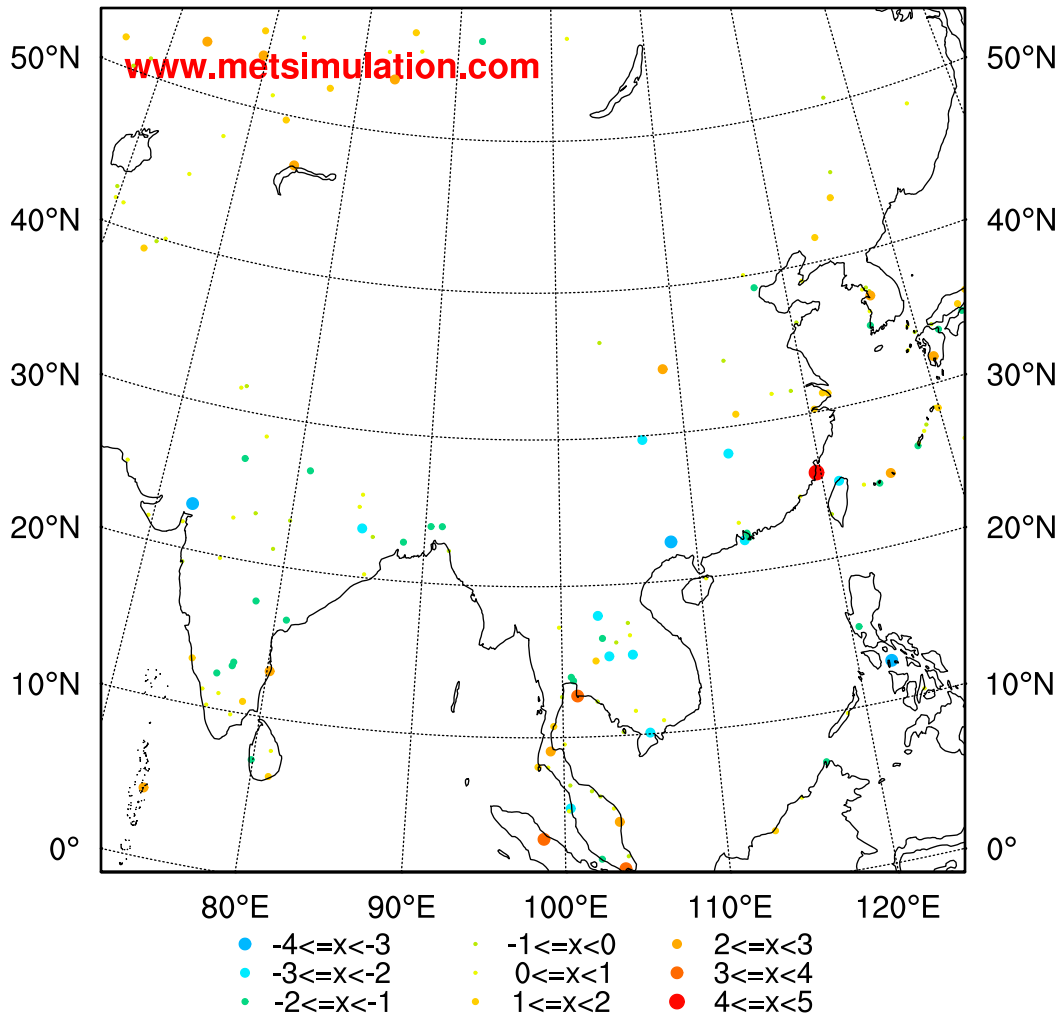 www.metsimulation.com
50°N 50°N
40°N 40°N
30°N 30°N
20°N 20°N
10°N 10°N
0° 0°
80°E 90°E 100°E 110°E 120°E
-4<=x<-3 -1<=x<0 2<=x<3
-3<=x<-2 0<=x<1 3<=x<4
-2<=x<-1 1<=x<2 4<=x<5